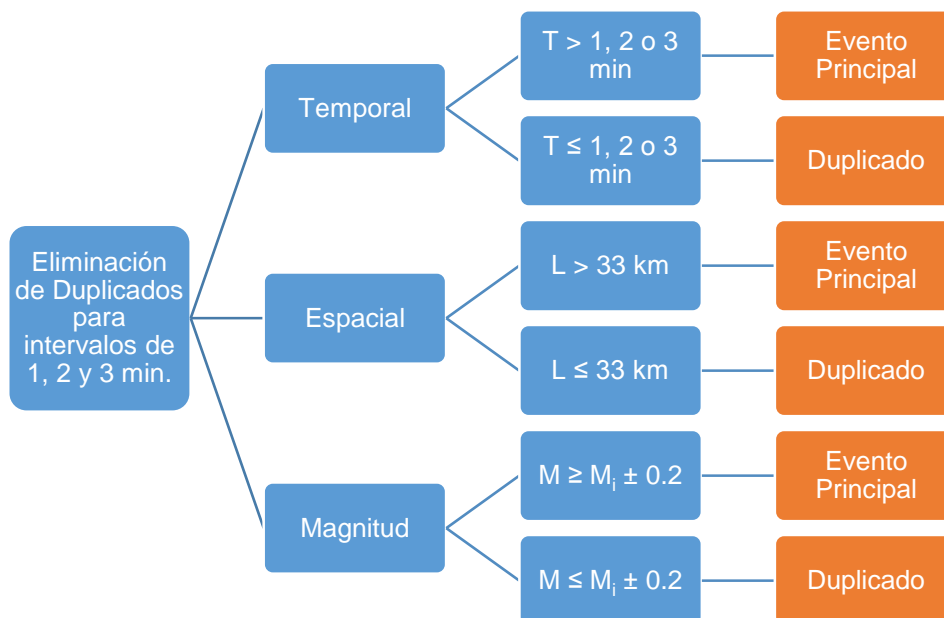 Eliminación
de Duplicados
para
intervalos de
1, 2 y 3 min.
Temporal
T > 1, 2 o 3
min
Evento
Principal
T ≤ 1, 2 o 3
min
Duplicado
Espacial
L > 33 km
Evento
Principal
L ≤ 33 km
Duplicado
Magnitud
M ≥ Mi ± 0.2
Evento
Principal
M ≤ Mi ± 0.2
Duplicado